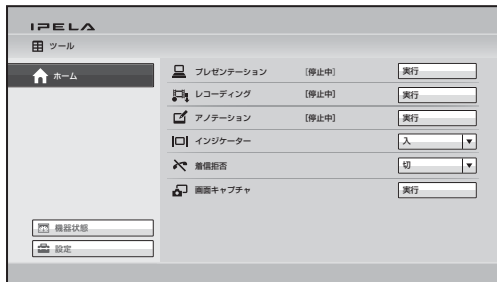 IPELA
ツール
ホーム
プレゼンテーション [停止中] 実行
レコーディング [停止中] 実行
アノテーション [停止中] 実行
インジケーター 入
着信拒否 切
画面キャプチャ 実行
機器状態
設定